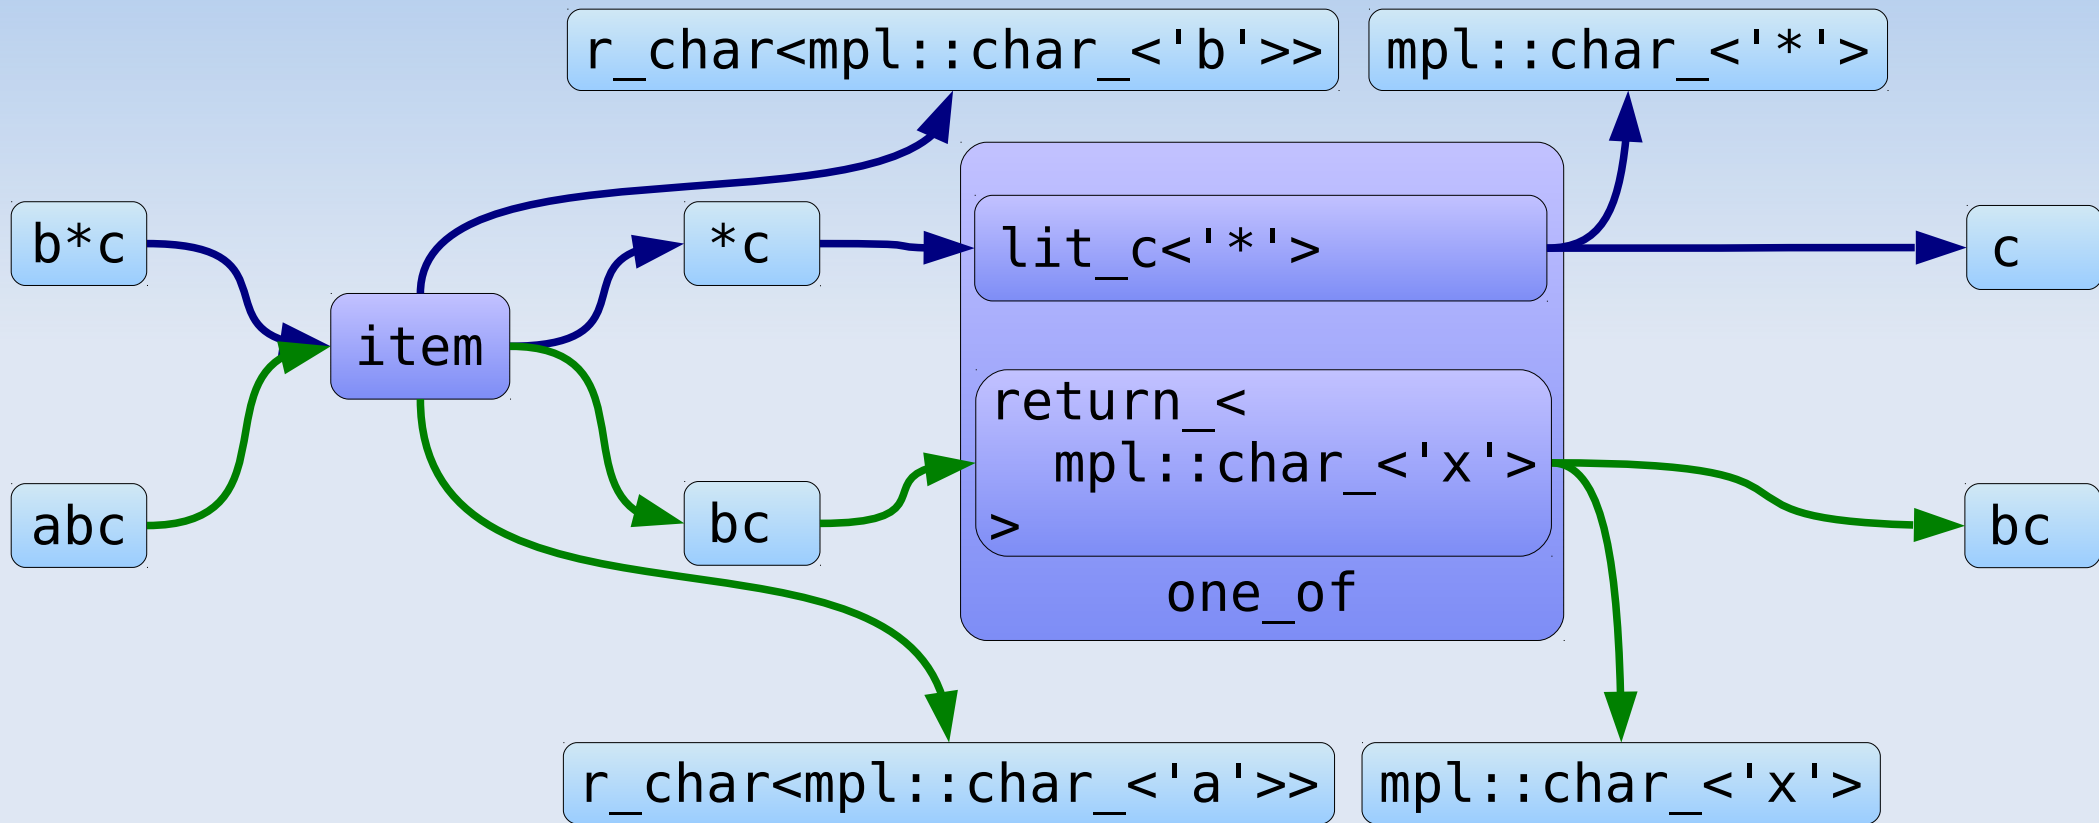 r_char<mpl::char_<'b'>>
mpl::char_<'*'>
b*c
*c
lit_c<'*'>
c
item
return_<
mpl::char_<'x'>
>
abc
bc
bc
one_of
r_char<mpl::char_<'a'>>
mpl::char_<'x'>